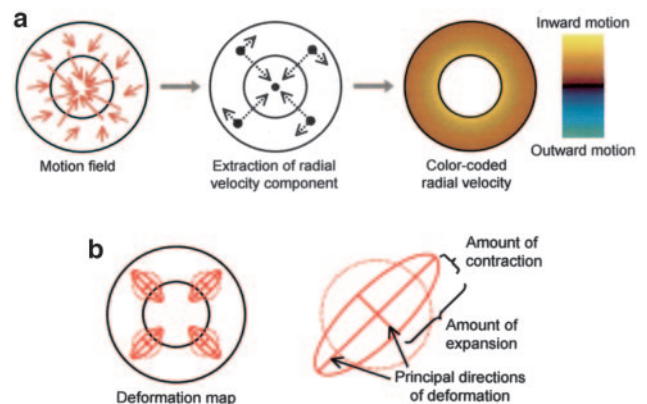 a
Inward motion
Motion field
Extraction of radial
velocity component
Color-coded
radial velocity
Outward motion
b
Amount of
contraction
Amount of
expansion
Principal directions
of deformation
Deformation map